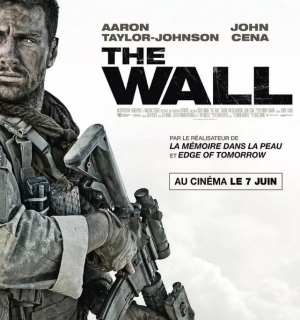 AARON JOHN
TAYLOR-JOHNSON CENA
THE
WALL
PAR LE RÉALISATEUR DE
LA MÉMOIRE DANS LA PEAU
ET EDGE OF TOMORROW
AU CINÉMA LE 7 JUIN